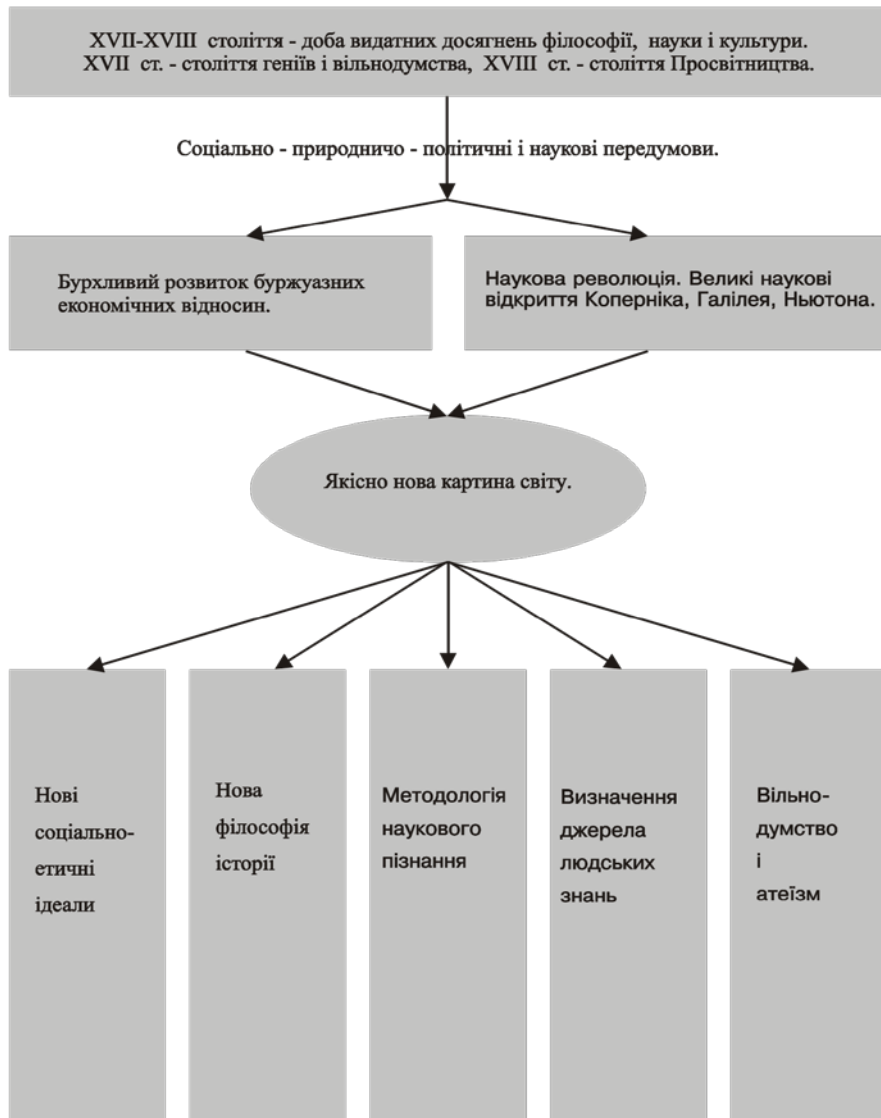 XVII-XVIII століття - доба видатних досягнень філософії, науки і культури.
XVII ст. - століття геніїв і вільнодумства, XVIII ст. - століття Просвітництва.
Соціально - природничо - політичні і наукові передумови.
Бурхливий розвиток буржуазних
економічних відносин.
Наукова революція. Великі наукові
відкриття Коперніка, Галілея, Ньютона.
Якісно нова картина світу.
Нові
соціально-
етичні
ідеали
Нова
філософія
історії
Методологія
наукового
пізнання
Визначення
джерела
людських
знань
Вільно-
думство
і
атеїзм